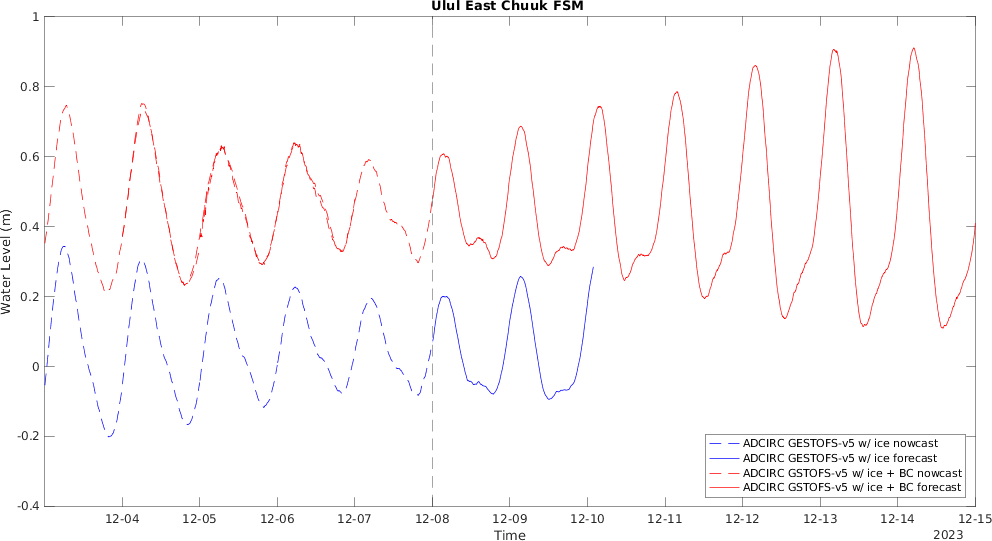 Ulul East Chuuk FSM
1
0.8
0.6
0.4
0.2
0
-0.2
-0.4
Water Level (m)
ADCIRC GESTOFS-v5 w/ ice nowcast
ADCIRC GESTOFS-v5 w/ ice forecast
ADCIRC GSTOFS-v5 w/ ice + BC nowcast
ADCIRC GSTOFS-v5 w/ ice + BC forecast
12-04 12-05 12-06 12-07 12-08 12-09 12-10 12-11 12-12 12-13 12-14 12-15
Time
2023